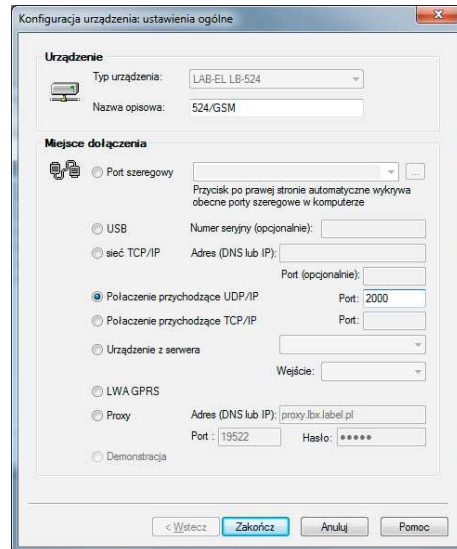 Konfiguracja urządzenia: ustawienia ogólne
Urządzenie
Typ urządzenia: LAB-EL LB-524
Nazwa opisowa: 524/GSM
Miejsce dołączenia
Port szeregowy ...
Przycisk po prawej stronie automatyczne wykrywa
obecne porty szeregowe w komputerze
USB Numer seryjny (opcjonalnie):
sieć TCP/IP Adres (DNS lub IP):
Port (opcjonalnie):
Połaczenie przychodzące UDP/IP Port: 2000
Połaczenie przychodzące TCP/IP Port:
Urządzenie z serwera
Wejście:
LWA GPRS
Proxy Adres (DNS lub IP): proxy.lbx.label.pl
Port : 19522 Hasło: •••••
Demonstracja
< Wstecz Zakończ Anuluj Pomoc